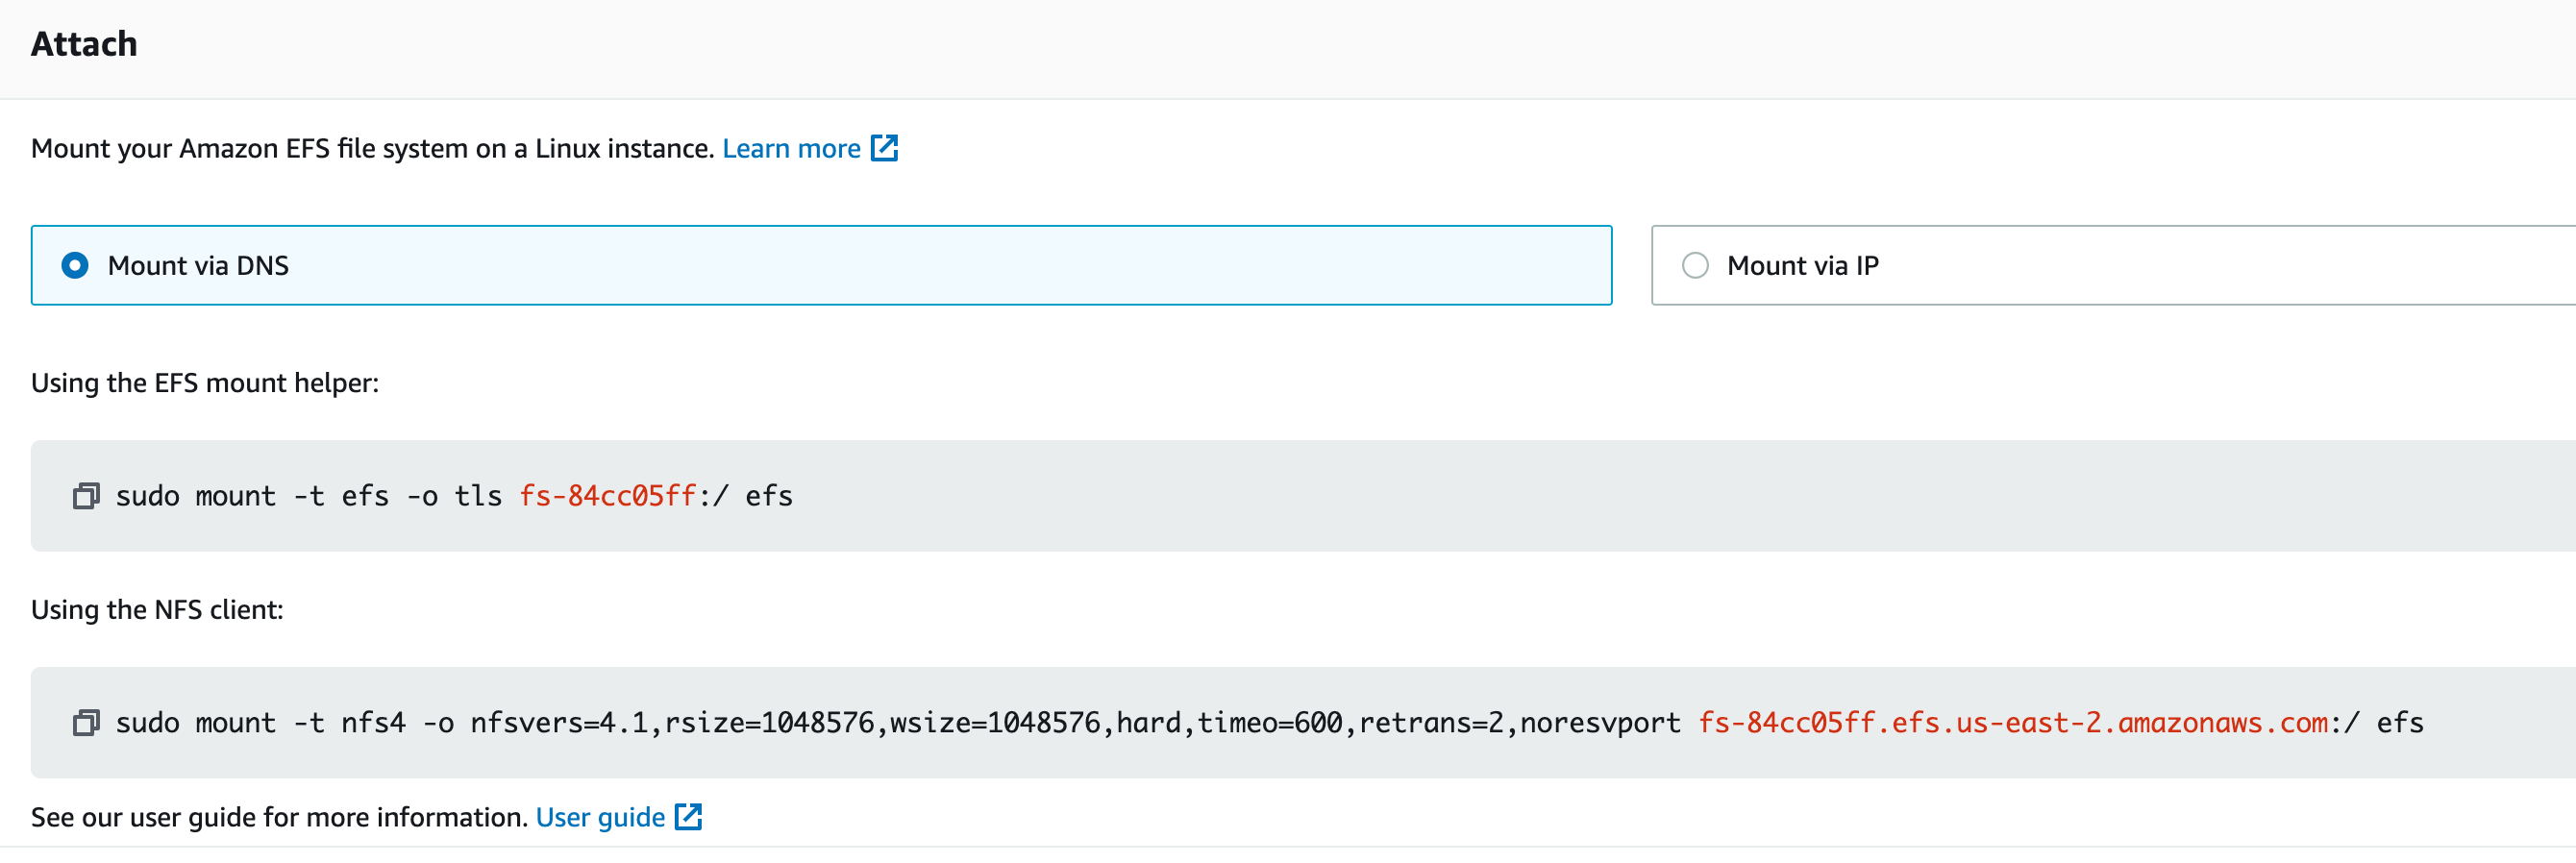 Attach
Mount your Amazon EFS file system on a Linux instance. Learn more
Mount via DNS
Mount via IP
Using the EFS mount helper:
sudo mount -t efs -o tls fs-84cc05ff:/ efs
Using the NFS client:
sudo mount -t nfs4 -o nfsvers=4.1,rsize=1048576,wsize=1048576,hard,timeo=600,retrans=2,noresvport fs-84cc05ff.efs.us-east-2.amazonaws.com:/ efs
See our user guide for more information. User guide